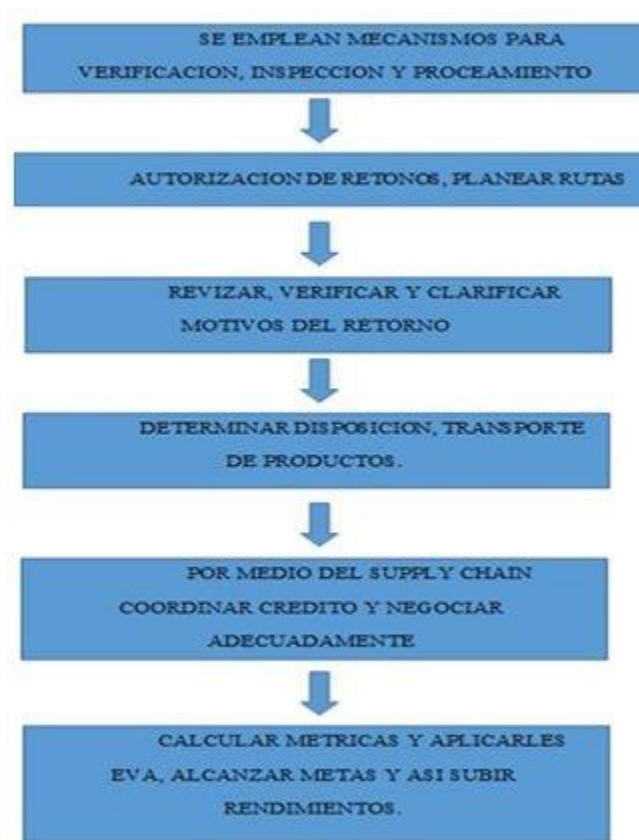 SE EMPLEAN MECANISMOS PARA
VERIFICACION, INSPECCION Y PROCEAMIENTO
AUTORIZACION DE RETONOS, PLANEAR RUTAS
REVIZAR, VERIFICAR Y CLARIFICAR
MOTIVOS DEL RETORNO
DETERMINAR DISPOSICION, TRANSPORTE
DE PRODUCTOS.
POR MEDIO DEL SUPPLY CHAIN
COORDINAR CREDITO Y NEGOCIAR
ADECUADAMENTE
CALCULAR METRICAS Y APLICARLES
EVA, ALCANZAR METAS Y ASI SUBIR
RENDIMIENTOS.